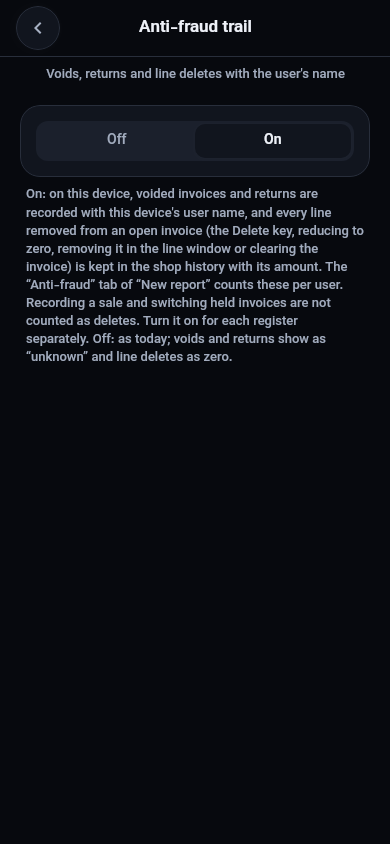 Anti-fraud trail
Voids, returns and line deletes with the user's name
Off
On
On: on this device, voided invoices and returns are
recorded with this device's user name, and every line
removed from an open invoice (the Delete key, reducing to
zero, removing it in the line window or clearing the
invoice) is kept in the shop history with its amount. The
“Anti-fraud” tab of “New report” counts these per user.
Recording a sale and switching held invoices are not
counted as deletes. Turn it on for each register
separately. Off: as today; voids and returns show as
“unknown” and line deletes as zero.